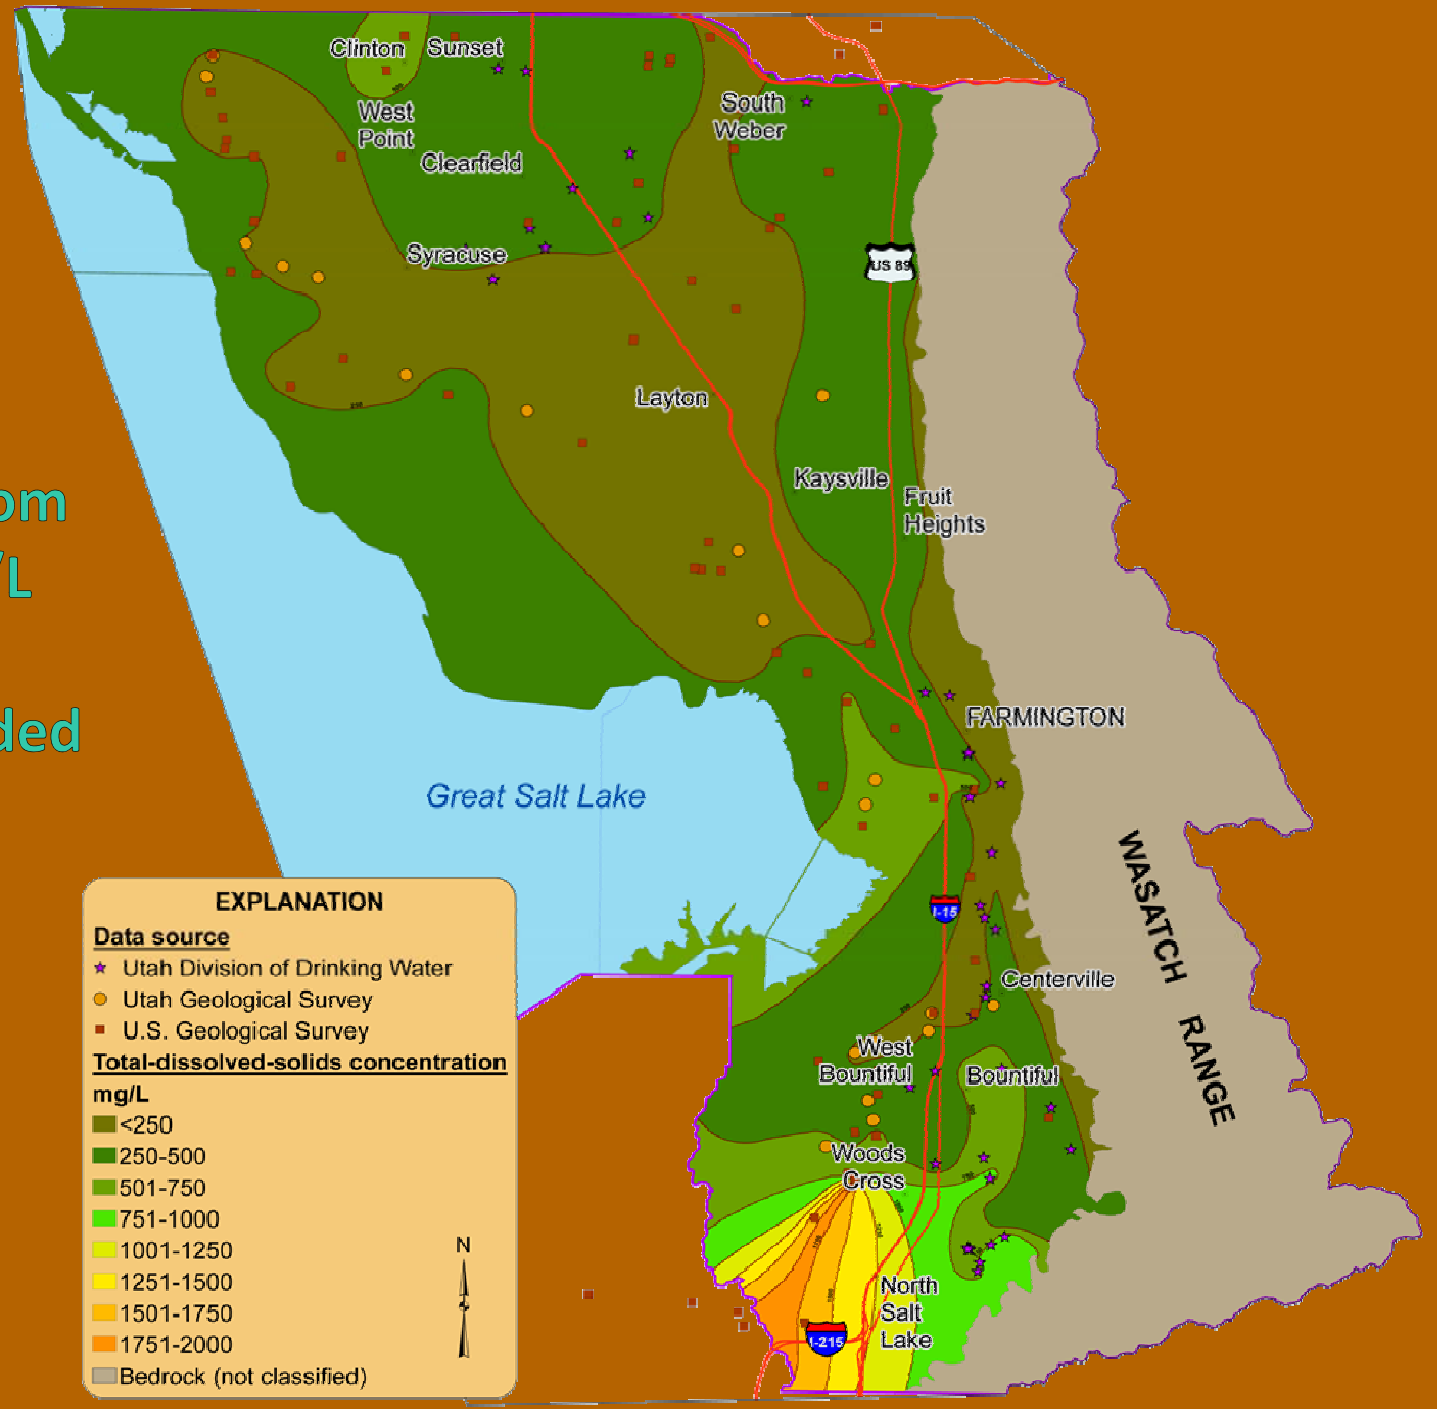 Clinton Sunset
West
Point
South
Weber
Clearfield
Syracuse
US 89
Layton
Kaysville
Fruit
Heights
om
/L
ded
FARMINGTON
Great Salt Lake
WASATCH RANGE
I-15
Centerville
West
Bountiful
Bountiful
Woods
Cross
North
Salt
Lake
I-215
EXPLANATION
Data source
Utah Division of Drinking Water
Utah Geological Survey
U.S. Geological Survey
Total-dissolved-solids concentration
mg/L
<250
250-500
501-750
751-1000
1001-1250
1251-1500
1501-1750
1751-2000
Bedrock (not classified)
N